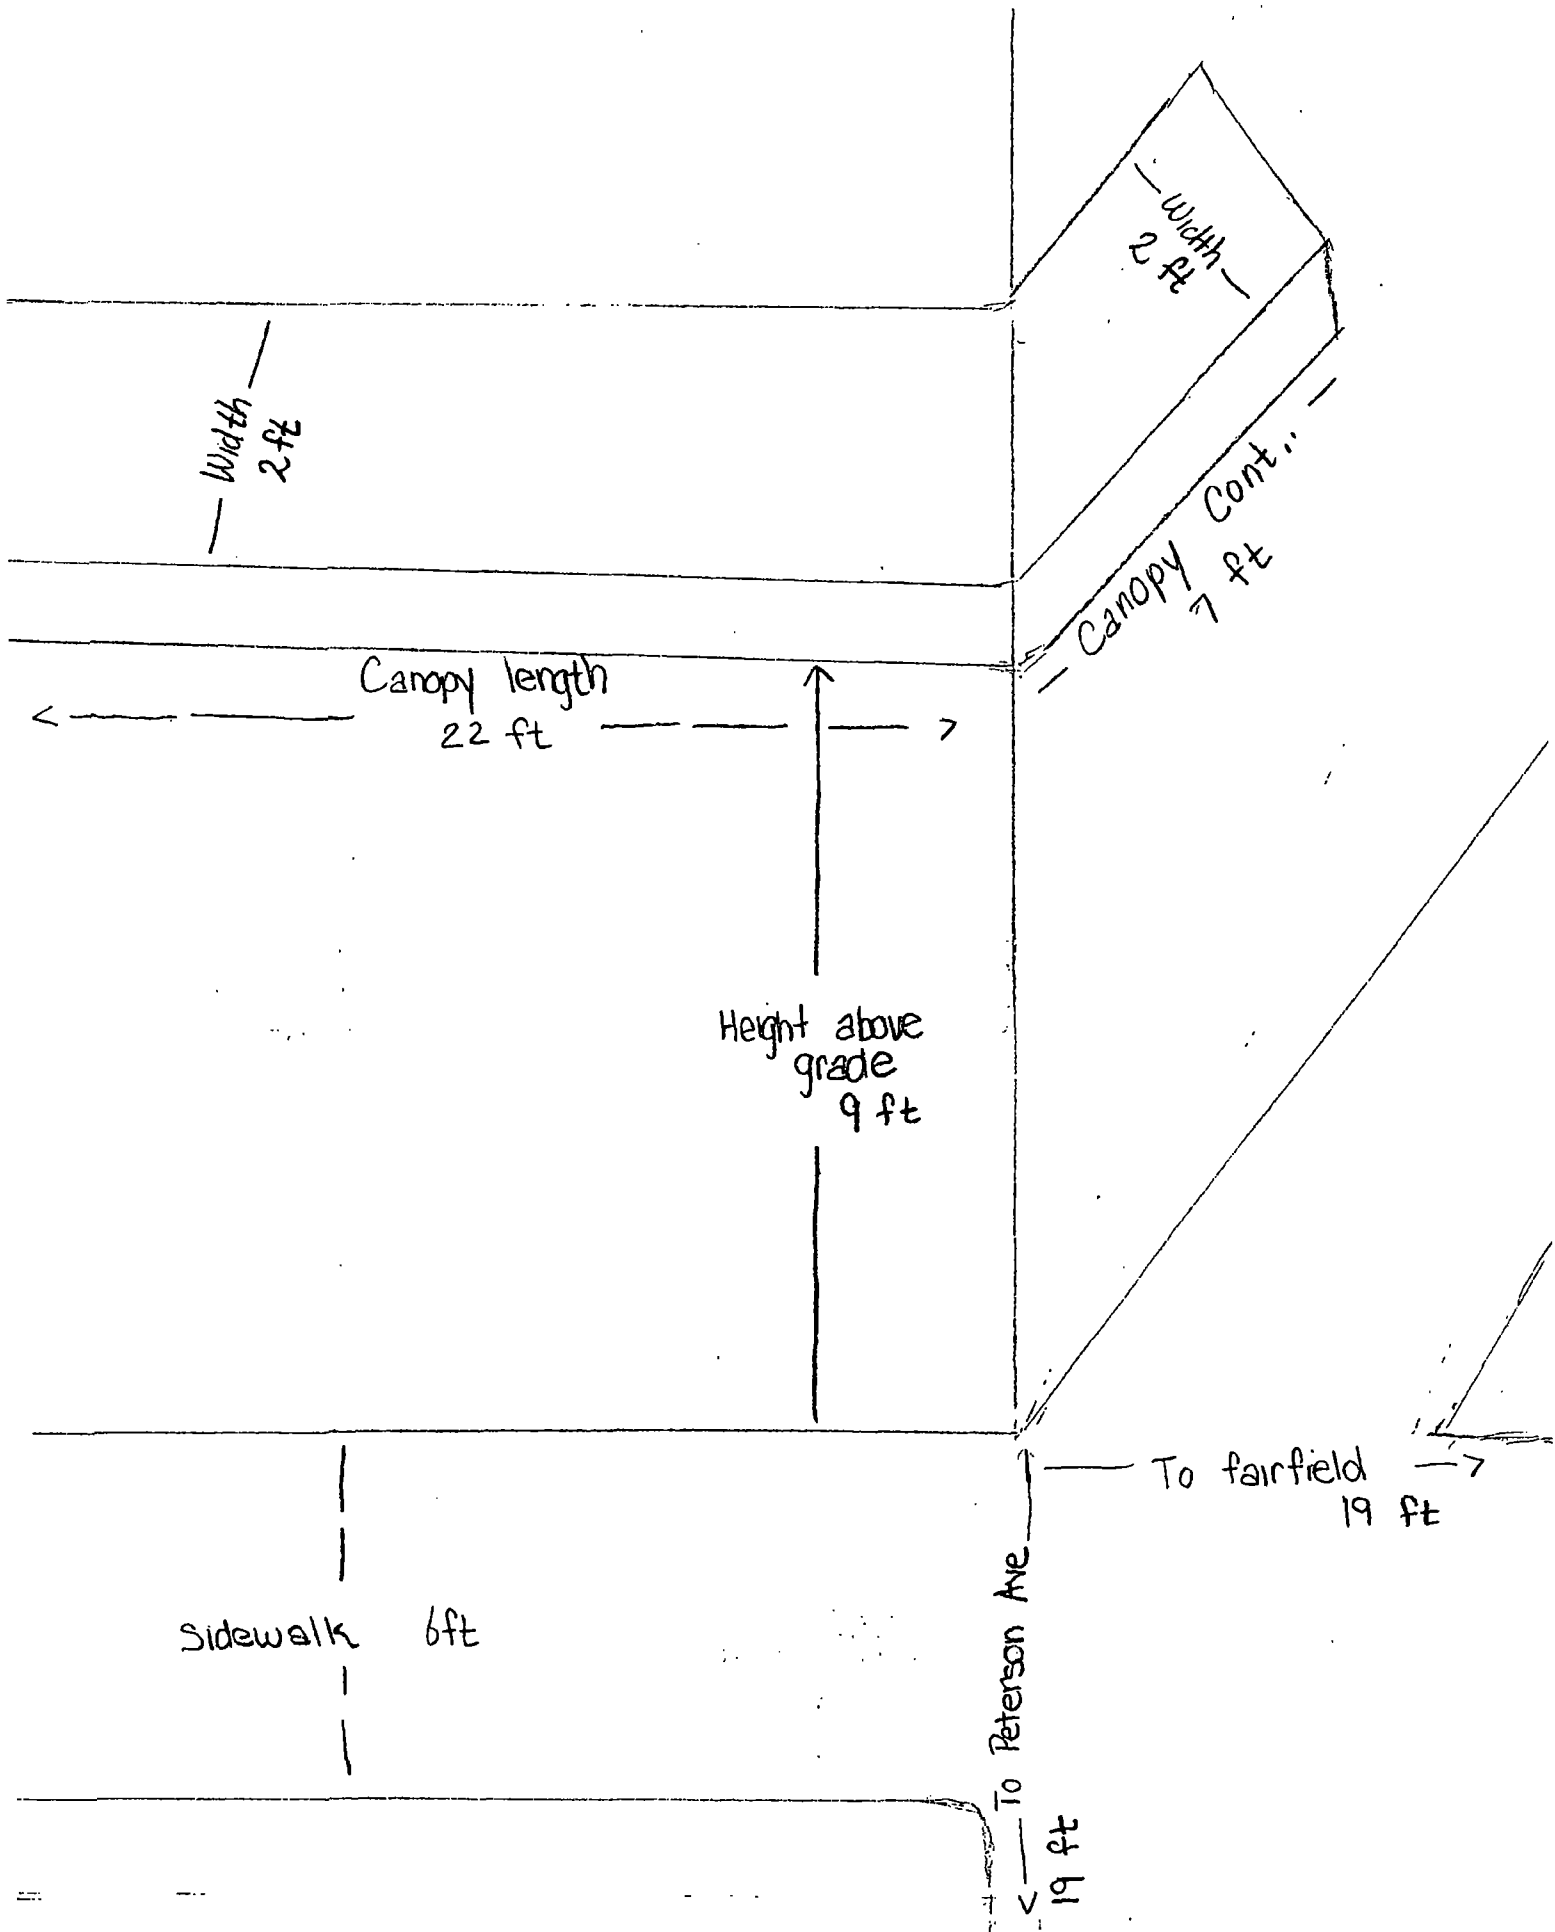 Width
2 ft
Width
2 ft
Canopy Cont..
7 ft
Canopy length
22 ft
Height above
grade
9 ft
To fairfield
19 ft
Sidewalk 6ft
To Peterson Ave
19 ft